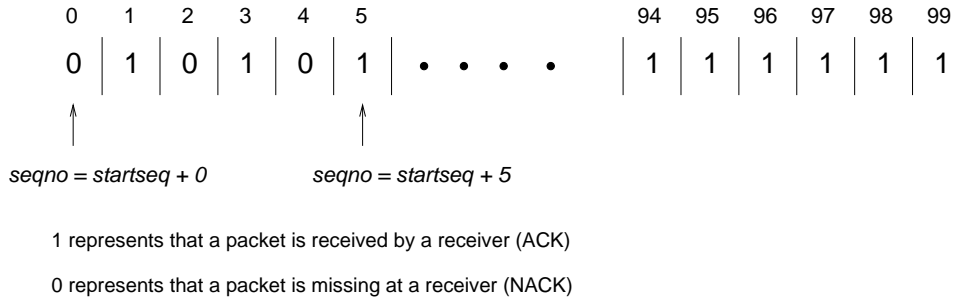 0 1 2 3 4 5 94 95 96 97 98 99
0 1 0 1 0 1 1 1 1 1 1 1
seqno = startseq + 0 seqno = startseq + 5
1 represents that a packet is received by a receiver (ACK)
0 represents that a packet is missing at a receiver (NACK)